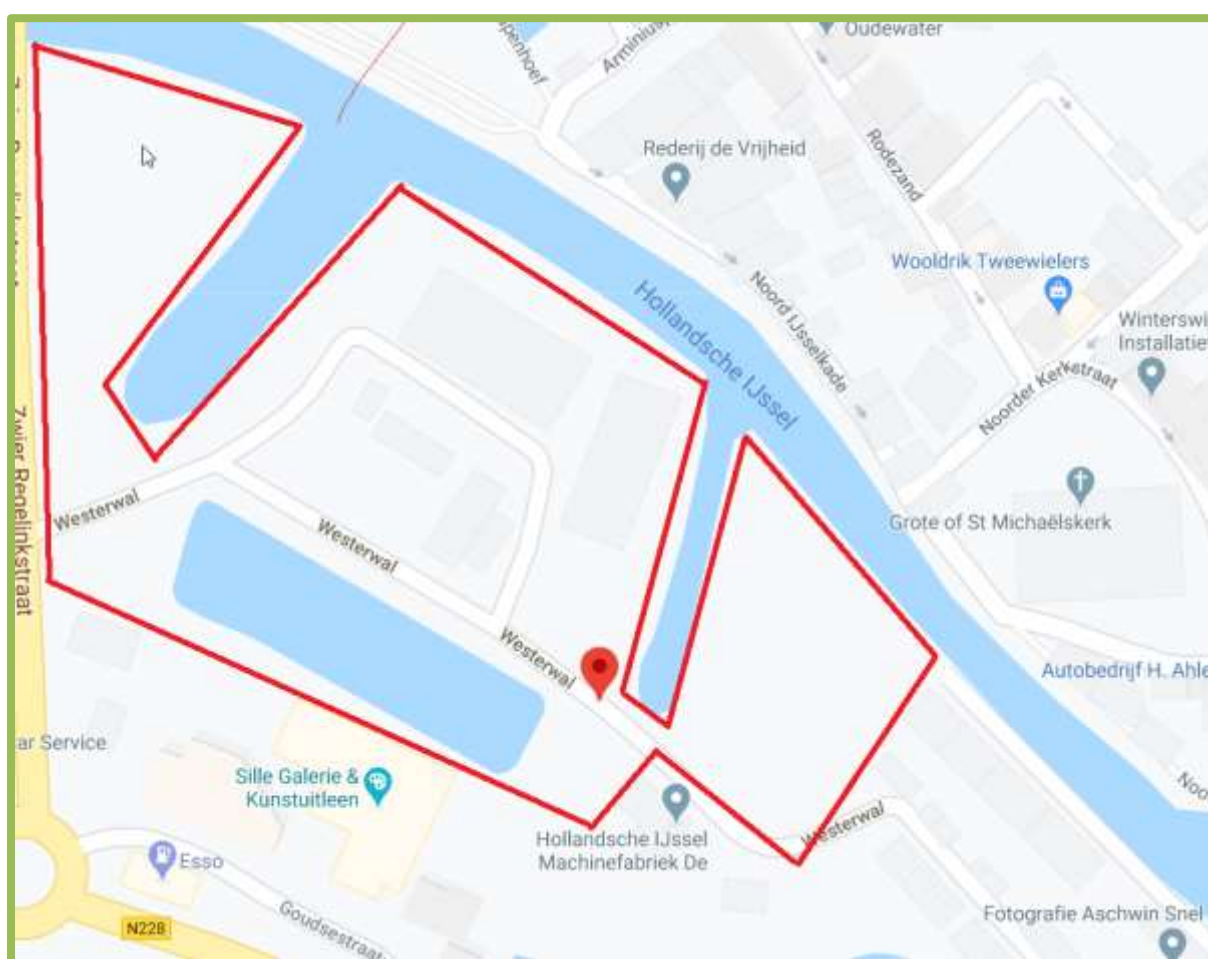 Oudewater
Rederij de Vrijheid
Rodezand
Wooldrik Tweewielers
Hollandsche IJssel
Noord IJsselkade
Winterswi
Installatie
Noorder Kerkstraat
Zwier Regelinkstraat
Westerwal
Westerwal
Grote of St Michaëlskerk
Westerwal
Autobedrijf H. Ahle
ar Service
Sille Galerie &
Kunstuitleen
Hollandsche IJssel
Machinefabriek De
Westerwal
Noo
Esso
Goudsestraat
N228
Fotografie Aschwin Snel